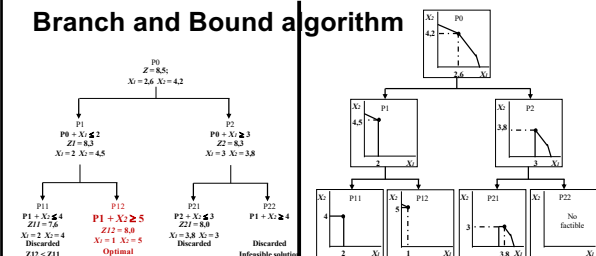 Branch and Bound algorithm
P0
Z = 8,5;
X1 = 2,6 X2 = 4,2
P1
P0 + X1 ≤ 2
Z1 = 8,3
X1 = 2 X2 = 4,5
P2
P0 + X1 ≥ 3
Z2 = 8,3
X1 = 3 X2 = 3,8
P11
P1 + X2 ≤ 4
Z11 = 7,6
X1 = 2 X2 = 4
Discarded
Z12 < Z11
P12
P1 + X2 ≥ 5
Z12 = 8,0
X1 = 1 X2 = 5
Optimal
P21
P2 + X2 ≤ 3
Z21 = 8,0
X1 = 3,8 X2 = 3
Discarded
P22
P1 + X2 ≥ 4
Discarded
Infeasible solution
X2 P0
4,2
2,6 X1
X2 P1
4,5
2 X1
X2 P2
3,8
3 X1
X2 P11
4
2 X1
X2 P12
5
1 X1
X2 P21
3
3,8 X1
X2 P22
No
factible
X1